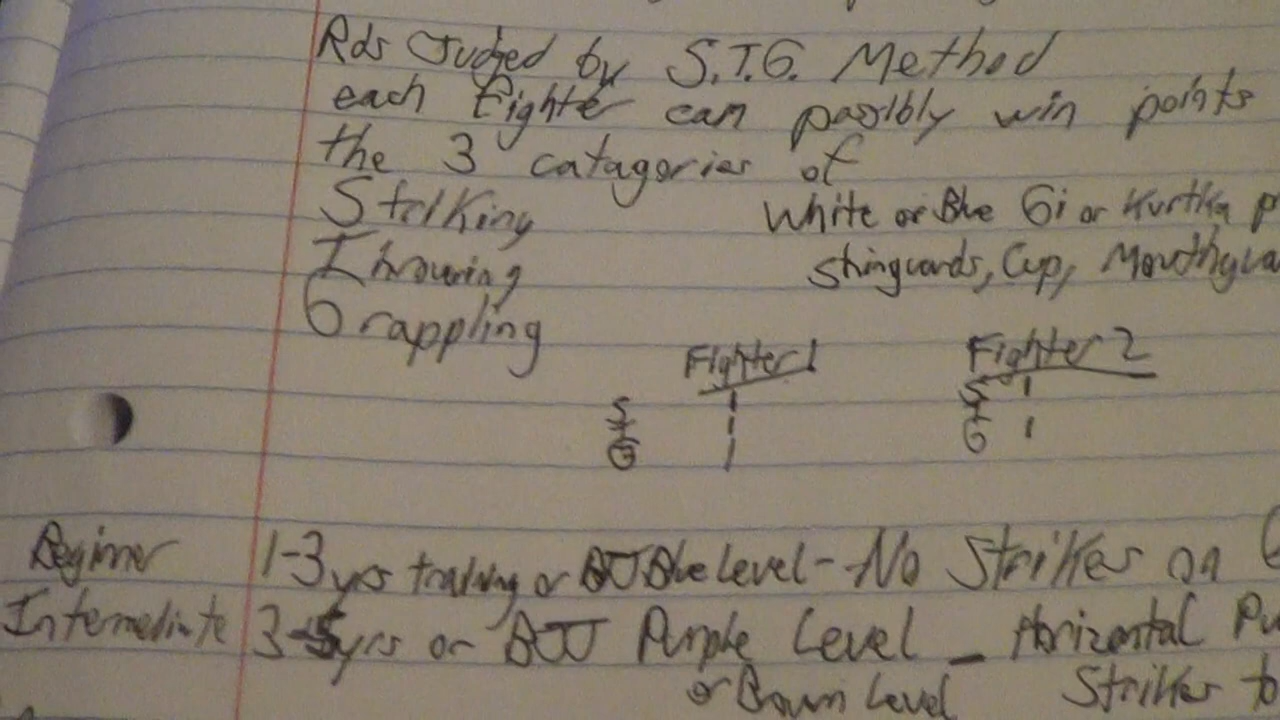 Rds Judged by S.T.G. Method
each fighter can possibly win points
the 3 catagories of
Striking
White or Blue Gi or Kurtka
Throwing
Shinguards, Cup,
Grappling
Fighter 1
Fighter 2
S 1
S 1
T 1
T
G 1
G 1
Beginner 1-3 yrs training or BJJ Blue Level - No Strikes on
Intermediate 3-5yrs or BJJ Purple Level - Horizontal
or Brown Level Strikes to